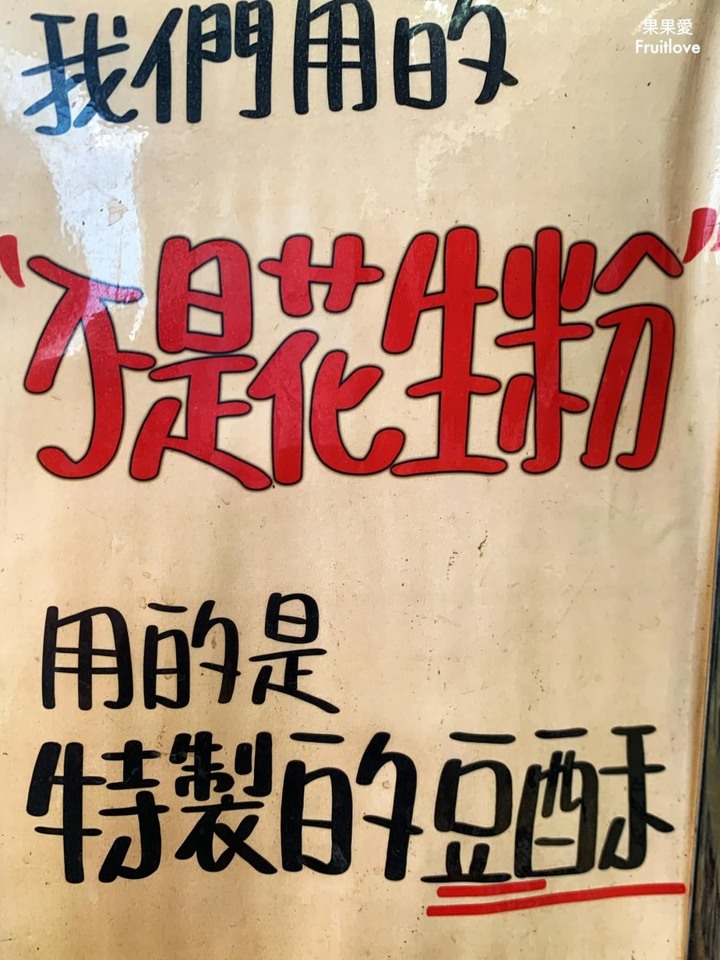 果果愛
Fruitlove
我們用的
"不是花生粉"
用的是
特製的豆酥